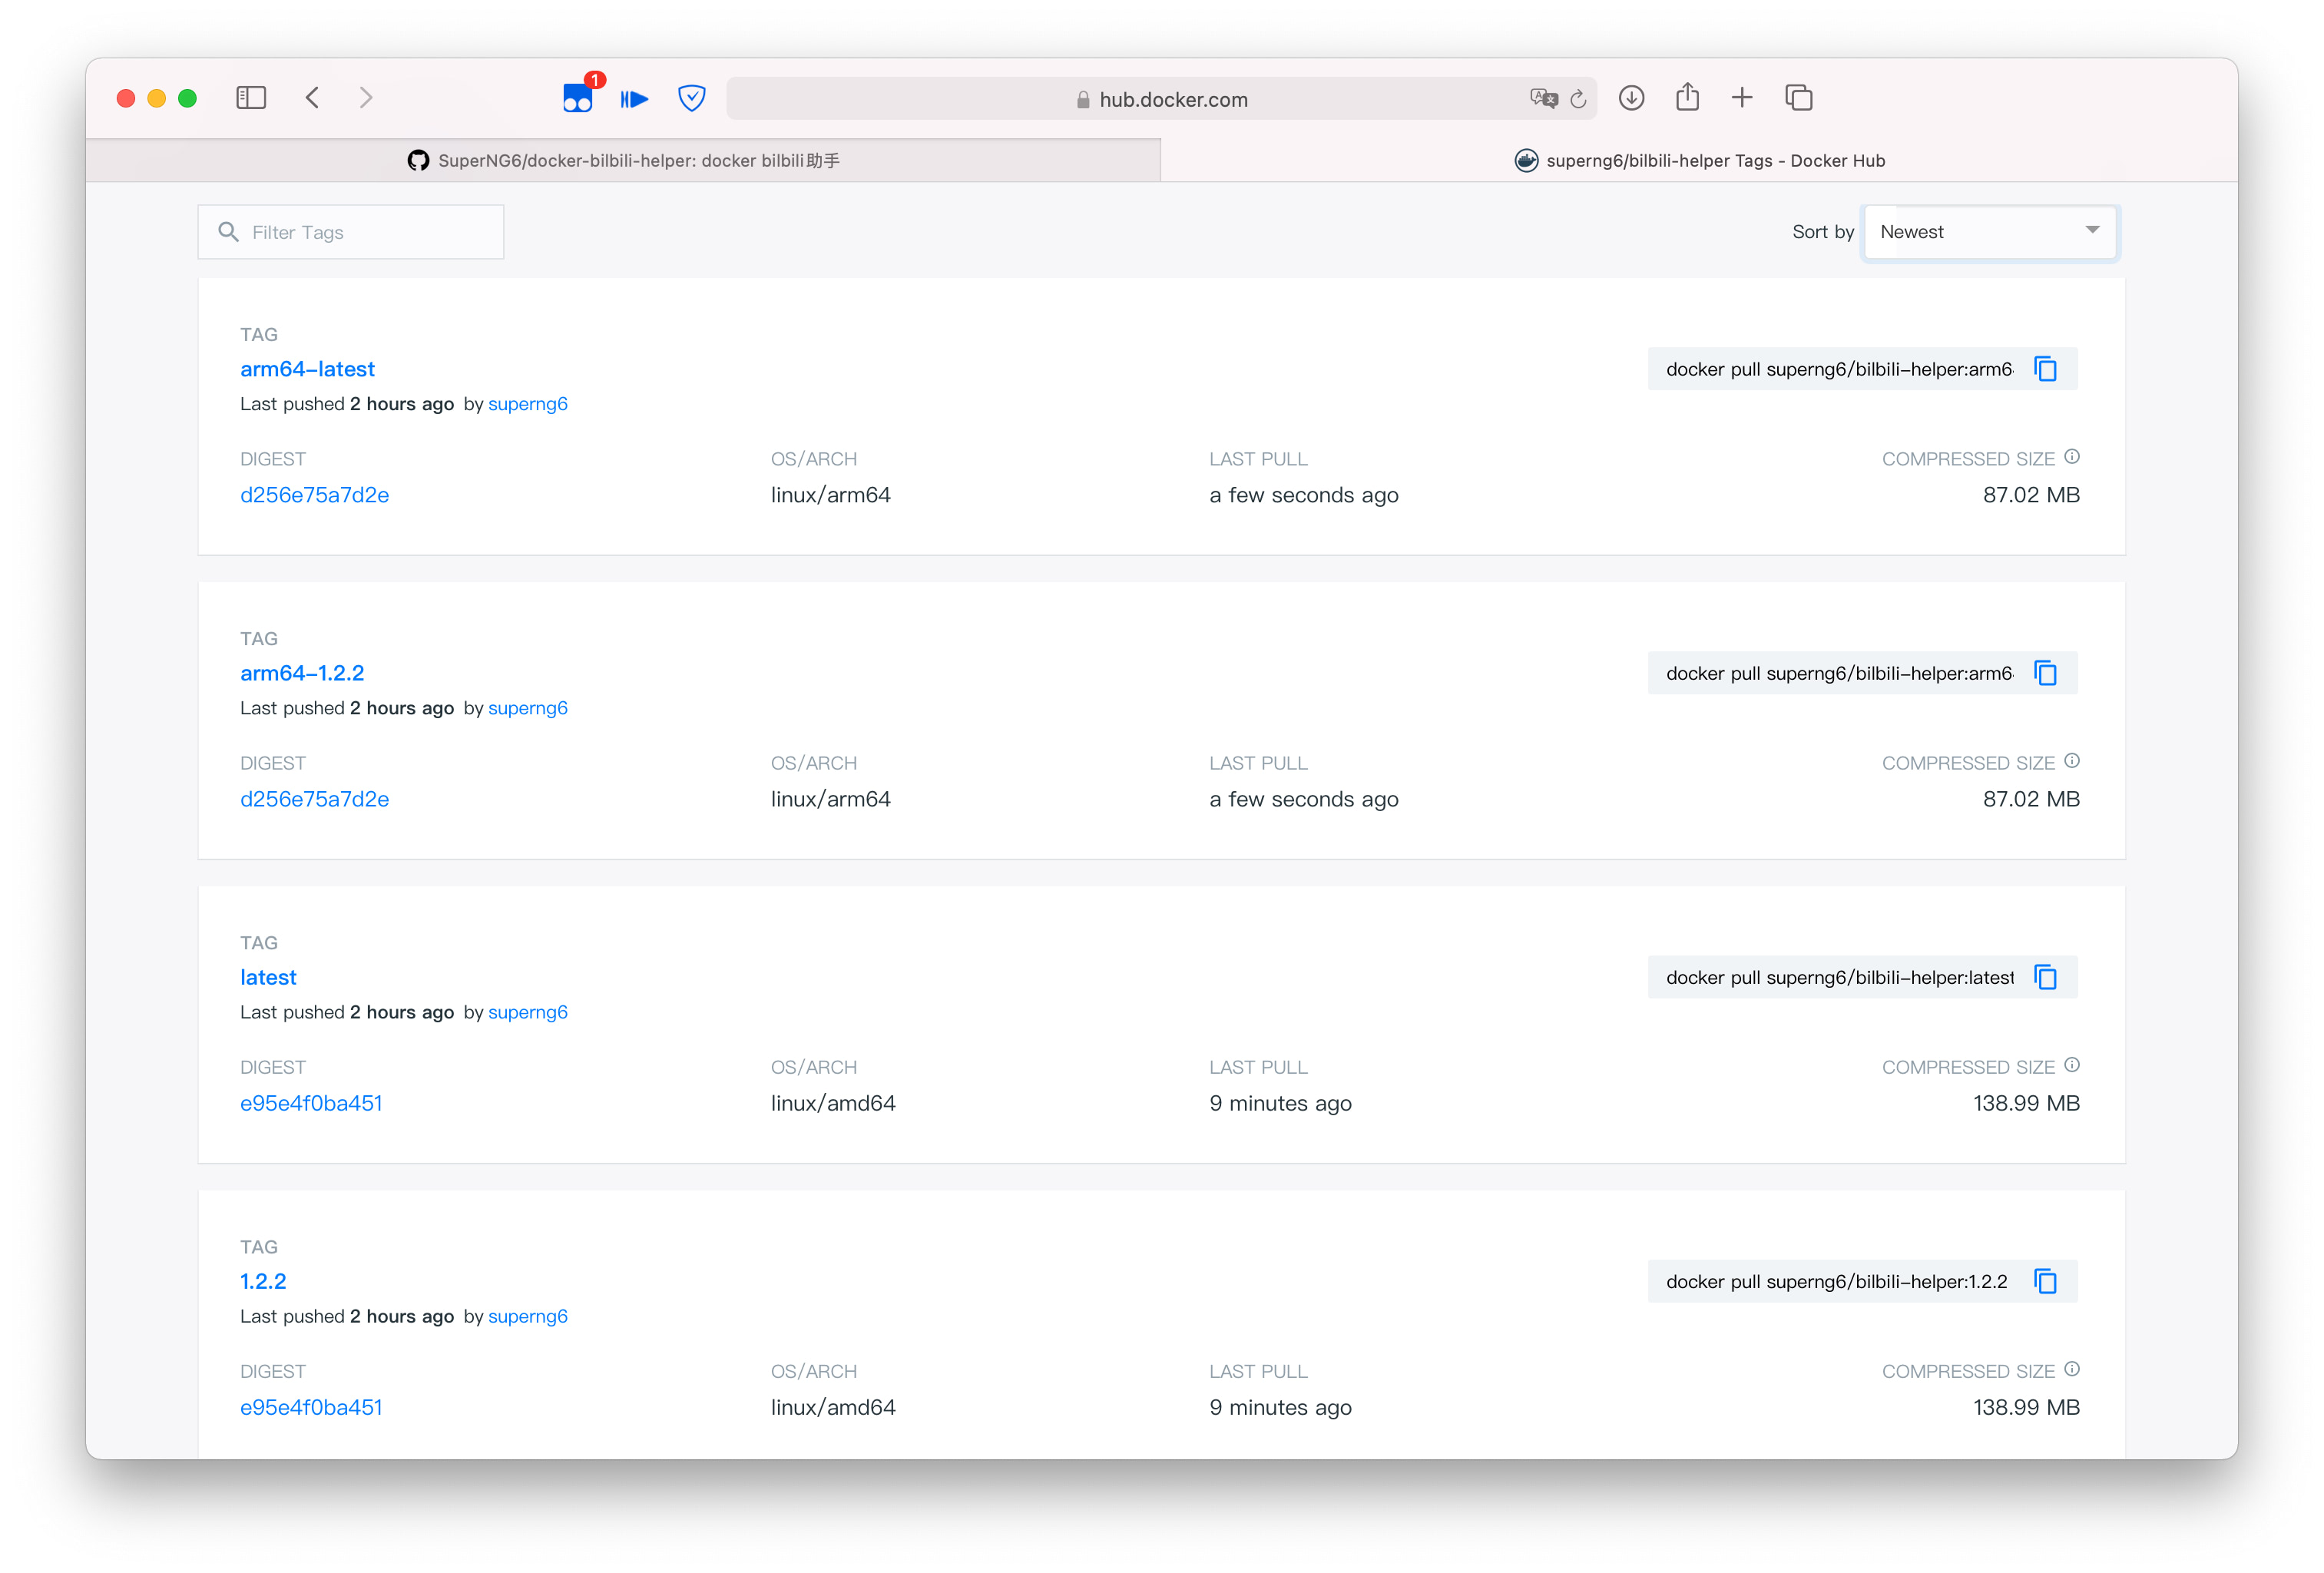 1
hub.docker.com
SuperNG6/docker-bilbili-helper: docker bilbili助手
superng6/bilbili-helper Tags - Docker Hub
Filter Tags
Sort by Newest
TAG
arm64-latest
docker pull superng6/bilbili-helper:arm6
Last pushed 2 hours ago by superng6
DIGEST OS/ARCH LAST PULL COMPRESSED SIZE
d256e75a7d2e linux/arm64 a few seconds ago 87.02 MB
TAG
arm64-1.2.2
docker pull superng6/bilbili-helper:arm6
Last pushed 2 hours ago by superng6
DIGEST OS/ARCH LAST PULL COMPRESSED SIZE
d256e75a7d2e linux/arm64 a few seconds ago 87.02 MB
TAG
latest
docker pull superng6/bilbili-helper:latest
Last pushed 2 hours ago by superng6
DIGEST OS/ARCH LAST PULL COMPRESSED SIZE
e95e4f0ba451 linux/amd64 9 minutes ago 138.99 MB
TAG
1.2.2
docker pull superng6/bilbili-helper:1.2.2
Last pushed 2 hours ago by superng6
DIGEST OS/ARCH LAST PULL COMPRESSED SIZE
e95e4f0ba451 linux/amd64 9 minutes ago 138.99 MB